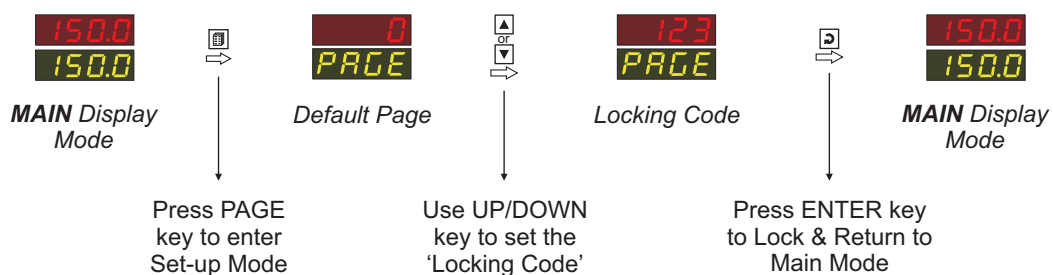 150.0
150.0
MAIN Display
Mode
0
PAGE
Default Page
or
123
PAGE
Locking Code
150.0
150.0
MAIN Display
Mode
Press PAGE
key to enter
Set-up Mode
Use UP/DOWN
key to set the
‘Locking Code’
Press ENTER key
to Lock & Return to
Main Mode